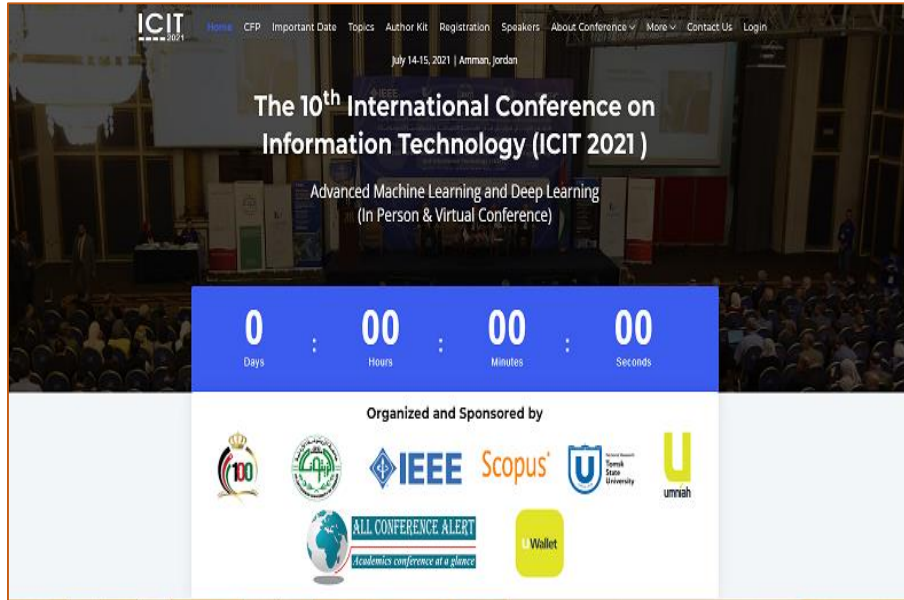 ICIT
2021
Home CFP Important Date Topics Author Kit Registration Speakers About Conference More Contact Us Login
July 14-15, 2021 | Amman, Jordan
The 10th International Conference on
Information Technology (ICIT 2021 )
Advanced Machine Learning and Deep Learning
(In Person & Virtual Conference)
0 : 00 : 00 : 00
Days Hours Minutes Seconds
Organized and Sponsored by
100
IEEE
Scopus
Tomsk
State
University
umniah
ALL CONFERENCE ALERT
Academics conference at a glance
U Wallet